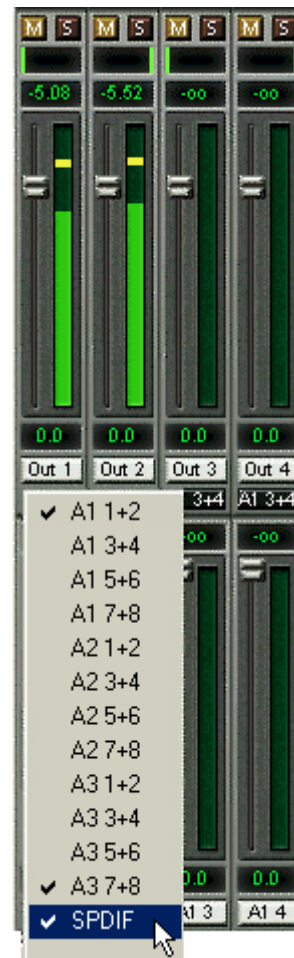 M S M S M S M S
-5.08 -5.52 -oo -oo
0.0 0.0 0.0 0.0
Out 1 Out 2 Out 3 Out 4
3+4 A1 3+4
✔ A1 1+2
-oo -oo
A1 3+4
A1 5+6
A1 7+8
A2 1+2
A2 3+4
A2 5+6
A2 7+8
A3 1+2
A3 3+4
A3 5+6
✔ A3 7+8
0.0 0.0
✔ SPDIF
A1 3 A1 4